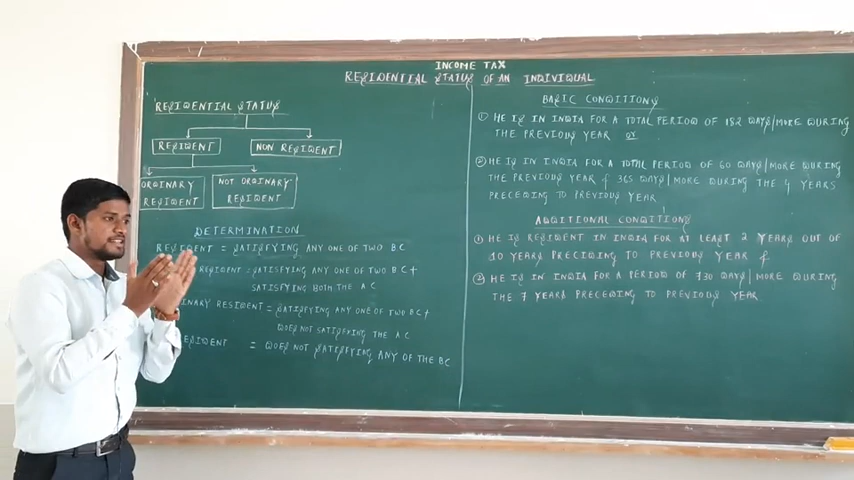 INCOME TAX
RESIDENTIAL STATUS OF AN INDIVIDUAL
RESIDENTIAL STATUS
RESIDENT
NON RESIDENT
ORDINARY
RESIDENT
NOT ORDINARY
RESIDENT
DETERMINATION
RESIDENT = SATISFYING ANY ONE OF TWO BC
RESIDENT = SATISFYING ANY ONE OF TWO BC +
SATISFYING BOTH THE AC
RESIDENT = SATISFYING ANY ONE OF TWO BC +
DOES NOT SATISFYING THE AC
= DOES NOT SATISFYING ANY OF THE BC
BASIC CONDITIONS
① HE IS IN INDIA FOR A TOTAL PERIOD OF 182 DAYS/MORE DURING
THE PREVIOUS YEAR OR
② HE IS IN INDIA FOR A TOTAL PERIOD OF 60 DAYS/MORE DURING
THE PREVIOUS YEAR & 365 DAYS/MORE DURING THE 4 YEARS
PRECEDING TO PREVIOUS YEAR
ADDITIONAL CONDITIONS
① HE IS RESIDENT IN INDIA FOR AT LEAST 2 YEARS OUT OF
10 YEARS PRECIDING TO PREVIOUS YEAR &
② HE IS IN INDIA FOR A PERIOD OF 730 DAYS/MORE DURING
THE 7 YEARS PRECEDING TO PREVIOUS YEAR.